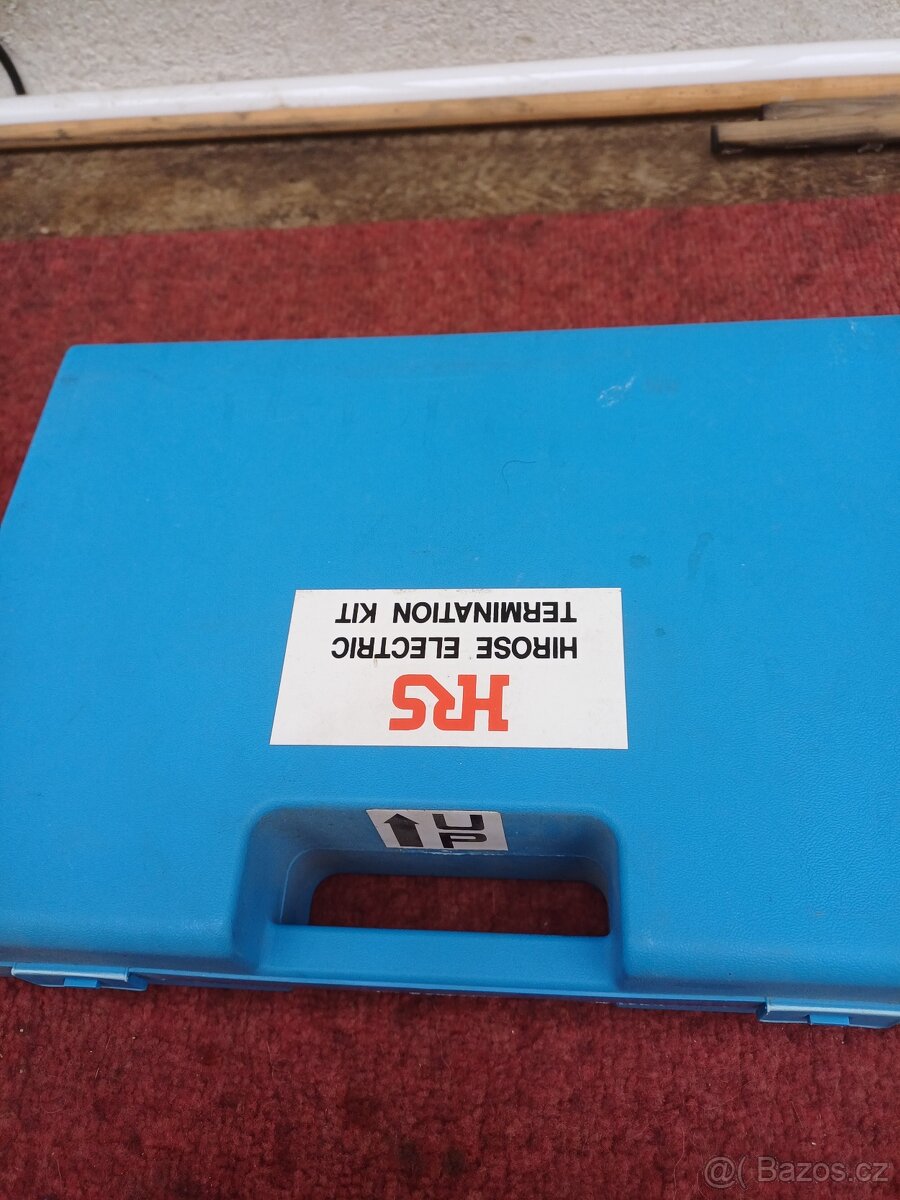 HRS
HIROSE ELECTRIC
TERMINATION KIT
UP
@( Bazos.cz